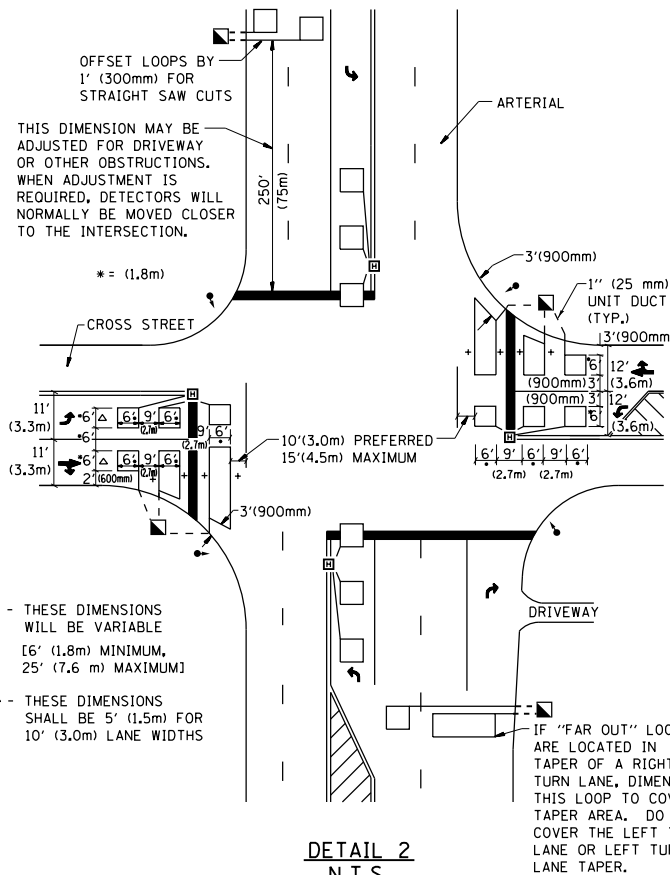 OFFSET LOOPS BY
1' (300mm) FOR
STRAIGHT SAW CUTS
ARTERIAL
THIS DIMENSION MAY BE
ADJUSTED FOR DRIVEWAY
OR OTHER OBSTRUCTIONS.
WHEN ADJUSTMENT IS
REQUIRED, DETECTORS WILL
NORMALLY BE MOVED CLOSER
TO THE INTERSECTION.
250'
(75m)
* = (1.8m)
3'(900mm)
1" (25 mm)
UNIT DUCT
(TYP.)
CROSS STREET
H
3'(900mm)
6'
12'
(3.6m)
(900mm) 3'
(900mm) 3'
6'
12'
(3.6m)
H
6' 9' 6' 9' 6'
(2.7m) (2.7m)
H
11'
(3.3m)
*6'
6' 9' 6'
(2.7m)
9' 6'
(2.7m)
*6'
11'
(3.3m)
*6'
6' 9' 6'
(2.7m)
2' (600mm)
10'(3.0m) PREFERRED
15'(4.5m) MAXIMUM
3'(900mm)
H
DRIVEWAY
- THESE DIMENSIONS
WILL BE VARIABLE
[6' (1.8m) MINIMUM,
25' (7.6 m) MAXIMUM]
- THESE DIMENSIONS
SHALL BE 5' (1.5m) FOR
10' (3.0m) LANE WIDTHS
IF "FAR OUT" LOO
ARE LOCATED IN
TAPER OF A RIGHT
TURN LANE, DIMEN
THIS LOOP TO COV
TAPER AREA. DO
COVER THE LEFT T
LANE OR LEFT TU
LANE TAPER.
DETAIL 2
N.T.S.